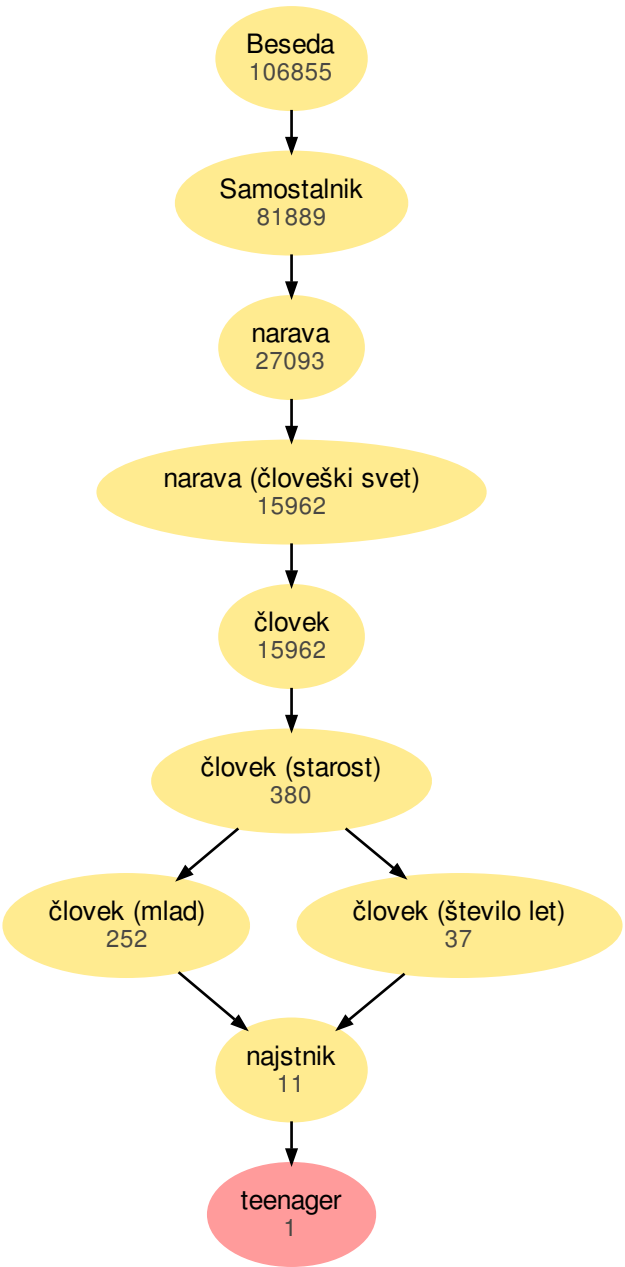 Beseda
106855
Samostalnik
81889
narava
27093
narava (človeški svet)
15962
človek
15962
človek (starost)
380
človek (mlad)
252
človek (število let)
37
najstnik
11
teenager
1